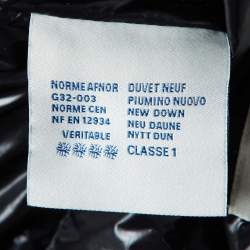 NORME AFNOR
G32-003
NORME CEN
NF EN 12934
VERITABLE
DUVET NEUF
PIUMINO NUOVO
NEW DOWN
NEU DAUNE
NYTT DUN
CLASSE 1